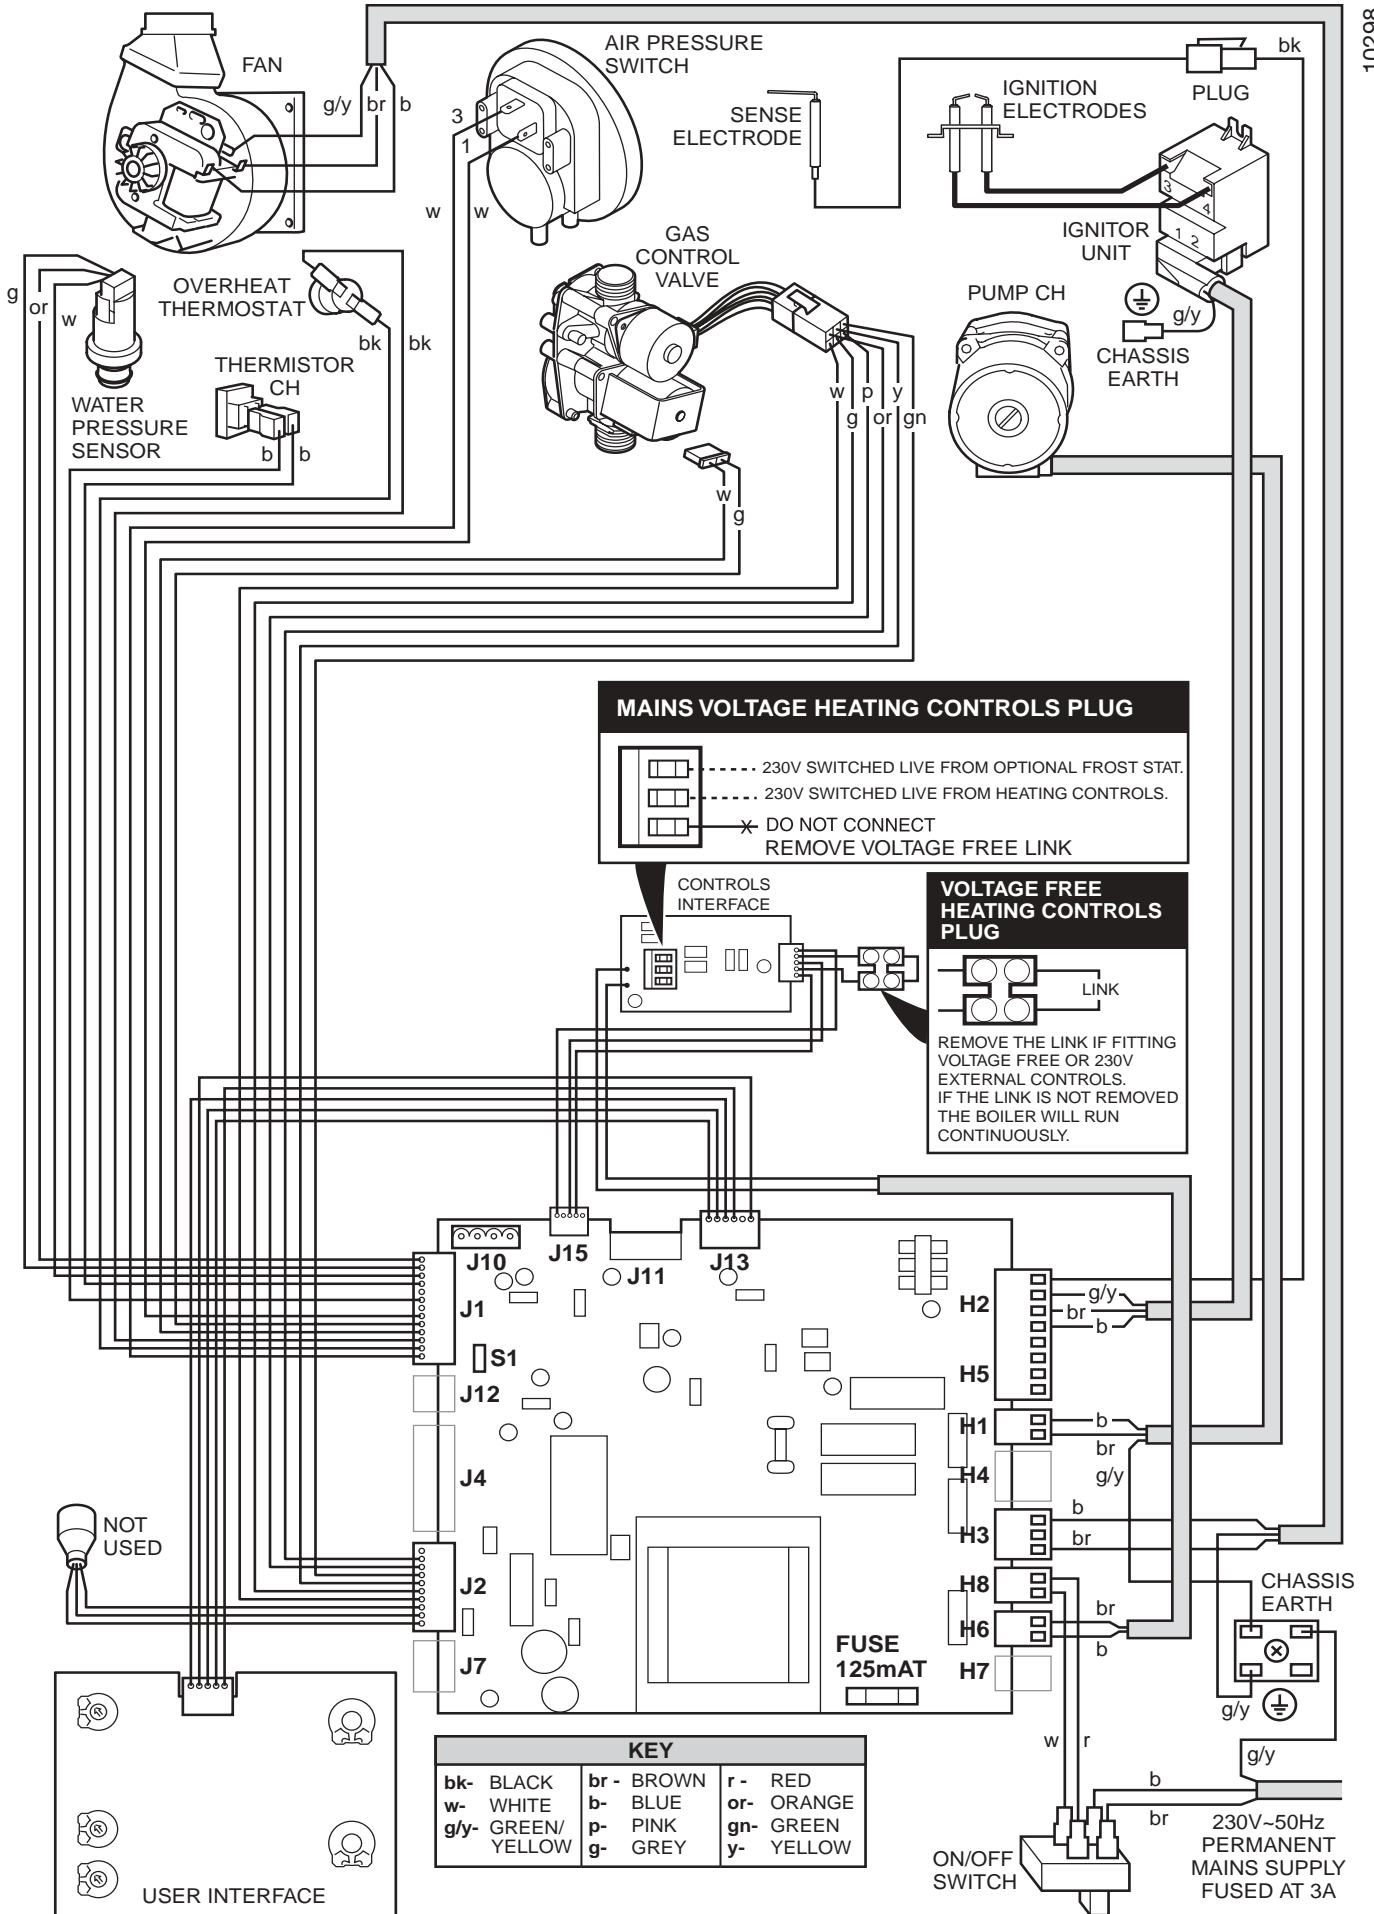 10298
FAN
g/y br b
AIR PRESSURE
SWITCH
3
1
w
w
SENSE
ELECTRODE
IGNITION
ELECTRODES
bk
PLUG
3
4
1 2
IGNITOR
UNIT
g/y
CHASSIS
EARTH
g
or
w
WATER
PRESSURE
SENSOR
OVERHEAT
THERMOSTAT
bk bk
THERMISTOR
CH
b b
GAS
CONTROL
VALVE
w p y
g or gn
w
g
PUMP CH
MAINS VOLTAGE HEATING CONTROLS PLUG
230V SWITCHED LIVE FROM OPTIONAL FROST STAT.
230V SWITCHED LIVE FROM HEATING CONTROLS.
X DO NOT CONNECT
REMOVE VOLTAGE FREE LINK
CONTROLS
INTERFACE
VOLTAGE FREE
HEATING CONTROLS
PLUG
LINK
REMOVE THE LINK IF FITTING
VOLTAGE FREE OR 230V
EXTERNAL CONTROLS.
IF THE LINK IS NOT REMOVED
THE BOILER WILL RUN
CONTINUOUSLY.
J10
J15
J11
J13
J1
S1
J12
J4
J2
J7
H2
g/y
br
b
H5
H1
b
br
g/y
H4
b
H3
br
H8
H6
br
b
H7
FUSE
125mAT
NOT
USED
CHASSIS
EARTH
g/y
g/y
w r
b
br
230V~50Hz
PERMANENT
MAINS SUPPLY
FUSED AT 3A
ON/OFF
SWITCH
USER INTERFACE
KEY
bk- BLACK
w- WHITE
g/y- GREEN/
YELLOW
br - BROWN
b- BLUE
p- PINK
g- GREY
r - RED
or- ORANGE
gn- GREEN
y- YELLOW